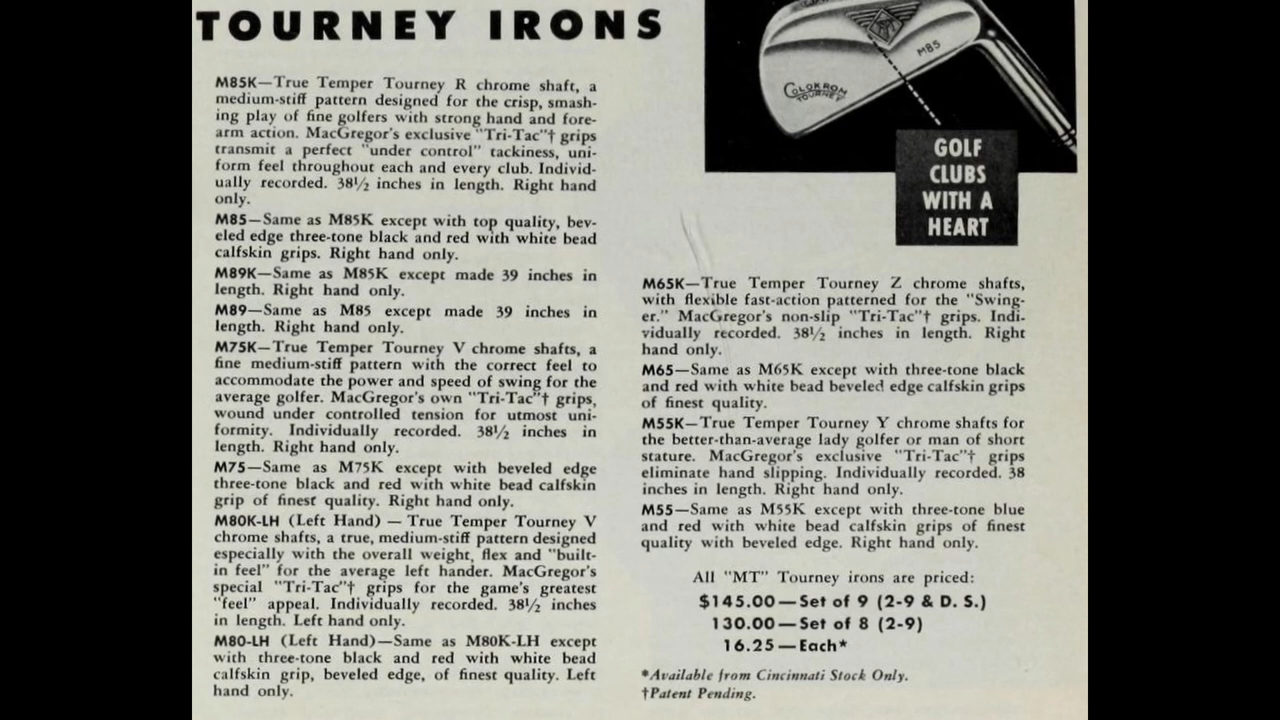 TOURNEY IRONS
M85K—True Temper Tourney R chrome shaft, a
medium-stiff pattern designed for the crisp, smash-
ing play of fine golfers with strong hand and fore-
arm action. MacGregor's exclusive "Tri-Tac"† grips
transmit a perfect "under control" tackiness, uni-
form feel throughout each and every club. Individ-
ually recorded. 38½ inches in length. Right hand
only.
M85—Same as M85K except with top quality, bev-
eled edge three-tone black and red with white bead
calfskin grips. Right hand only.
M89K—Same as M85K except made 39 inches in
length. Right hand only.
M89—Same as M85 except made 39 inches in
length. Right hand only.
M75K—True Temper Tourney V chrome shafts, a
fine medium-stiff pattern with the correct feel to
accommodate the power and speed of swing for the
average golfer. MacGregor's own "Tri-Tac"† grips,
wound under controlled tension for utmost uni-
formity. Individually recorded. 38½ inches in
length. Right hand only.
M75—Same as M75K except with beveled edge
three-tone black and red with white bead calfskin
grip of finest quality. Right hand only.
M80K-LH (Left Hand) — True Temper Tourney V
chrome shafts, a true, medium-stiff pattern designed
especially with the overall weight, flex and "built-
in feel" for the average left hander. MacGregor's
special "Tri-Tac"† grips for the game's greatest
"feel" appeal. Individually recorded. 38½ inches
in length. Left hand only.
M80-LH (Left Hand)—Same as M80K-LH except
with three-tone black and red with white bead
calfskin grip, beveled edge, of finest quality. Left
hand only.
M85
COLOKROM
TOURNEY
GOLF
CLUBS
WITH A
HEART
M65K—True Temper Tourney Z chrome shafts,
with flexible fast-action patterned for the "Swing-
er." MacGregor's non-slip "Tri-Tac"† grips. Indi-
vidually recorded. 38½ inches in length. Right
hand only.
M65—Same as M65K except with three-tone black
and red with white bead beveled edge calfskin grips
of finest quality.
M55K—True Temper Tourney Y chrome shafts for
the better-than-average lady golfer or man of short
stature. MacGregor's exclusive "Tri-Tac"† grips
eliminate hand slipping. Individually recorded. 38
inches in length. Right hand only.
M55—Same as M55K except with three-tone blue
and red with white bead calfskin grips of finest
quality with beveled edge. Right hand only.
All "MT" Tourney irons are priced:
$145.00—Set of 9 (2-9 & D. S.)
130.00—Set of 8 (2-9)
16.25—Each*
*Available from Cincinnati Stock Only.
†Patent Pending.